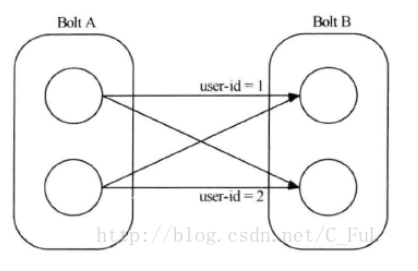 Bolt A
Bolt B
user-id = 1
user-id = 2
http://blog.csdn.net/C_FuL